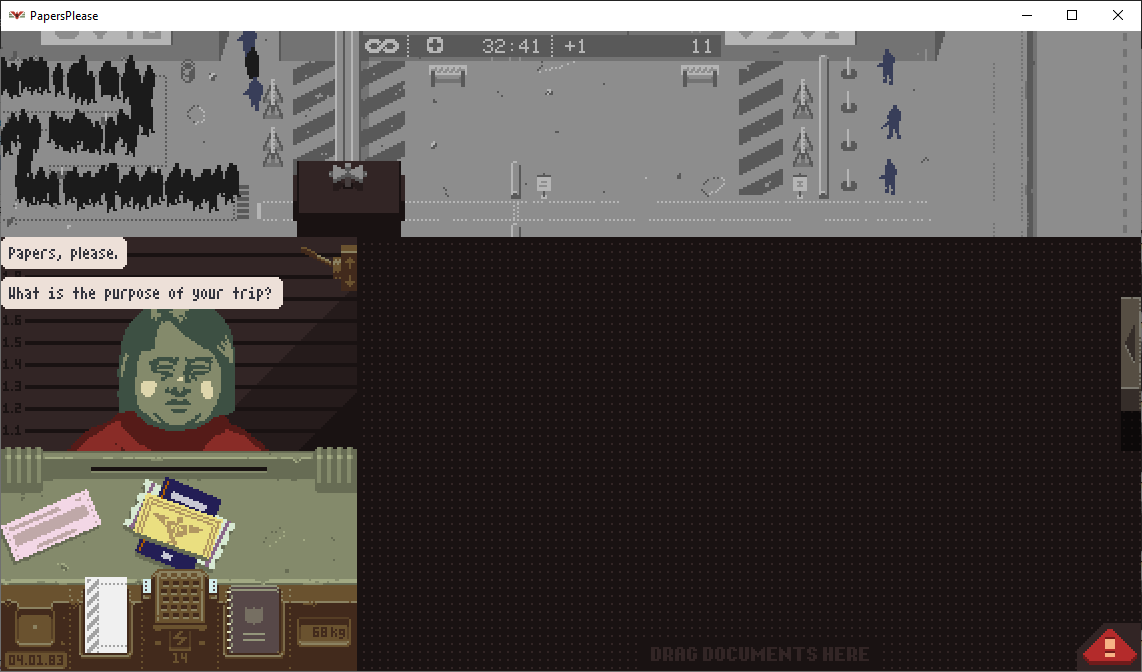 PapersPlease
32:41 +1 11
Papers, please.
What is the purpose of your trip?
1.6
1.5
1.4
1.3
1.2
1.1
68kg
04.01.83
14
DRAG DOCUMENTS HERE